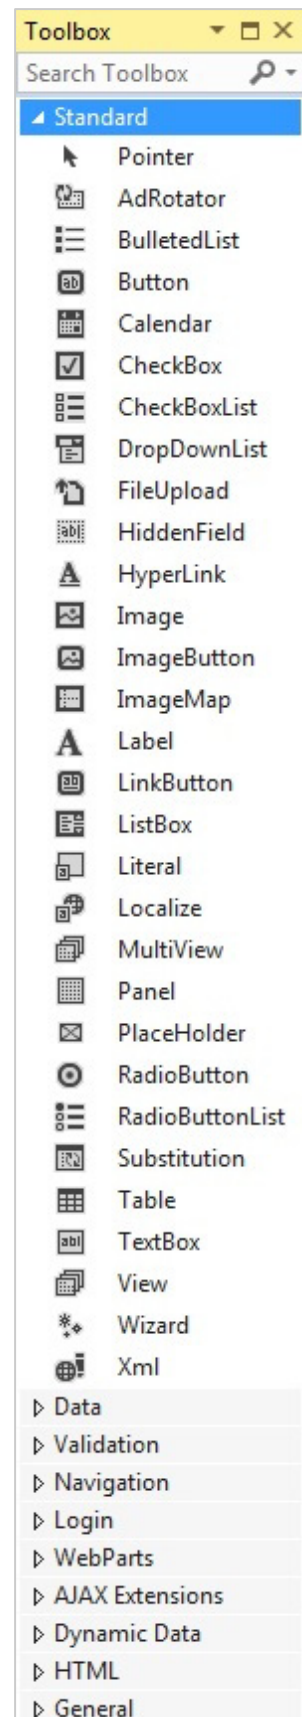 Toolbox
Search Toolbox
Standard
Pointer
AdRotator
BulletedList
Button
Calendar
CheckBox
CheckBoxList
DropDownList
FileUpload
HiddenField
HyperLink
Image
ImageButton
ImageMap
Label
LinkButton
ListBox
Literal
Localize
MultiView
Panel
PlaceHolder
RadioButton
RadioButtonList
Substitution
Table
TextBox
View
Wizard
Xml
Data
Validation
Navigation
Login
WebParts
AJAX Extensions
Dynamic Data
HTML
General